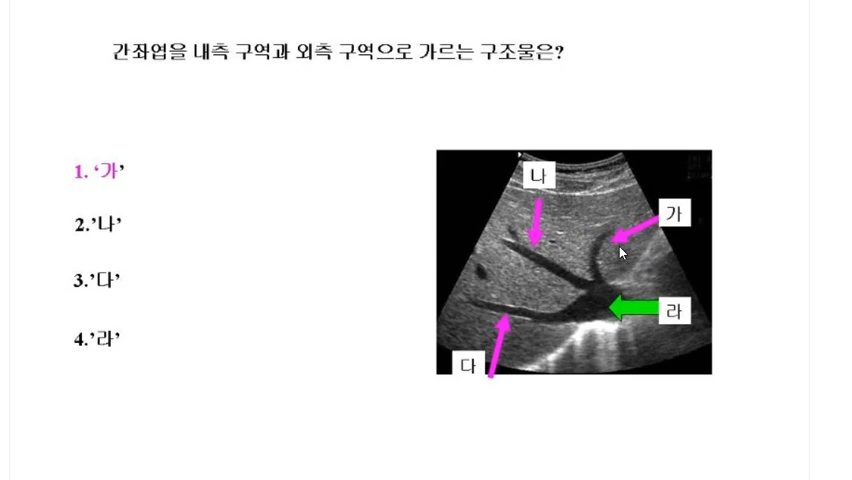 간좌엽을 내측 구역과 외측 구역으로 가르는 구조물은?
1. ‘가’
2.’나’
3.’다’
4.’라’
나
가
라
다